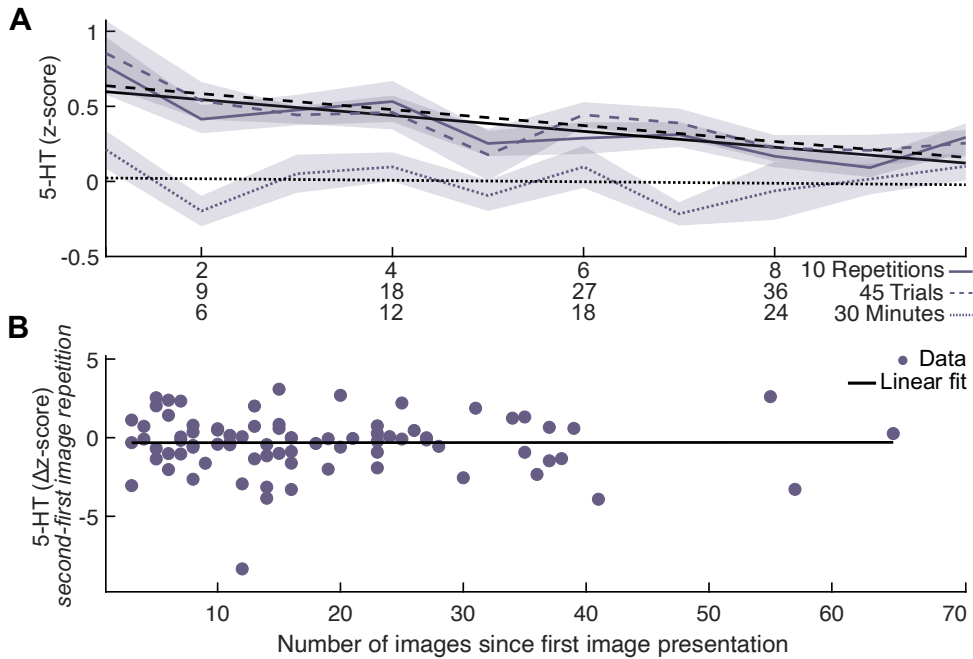 A
5-HT (z-score)
1
0.5
0
-0.5
2 4 6 8 10 Repetitions
9 18 27 36 45 Trials
6 12 18 24 30 Minutes
B
5-HT (Δz-score)
second-first image repetition
5
0
-5
Data
Linear fit
10 20 30 40 50 60 70
Number of images since first image presentation